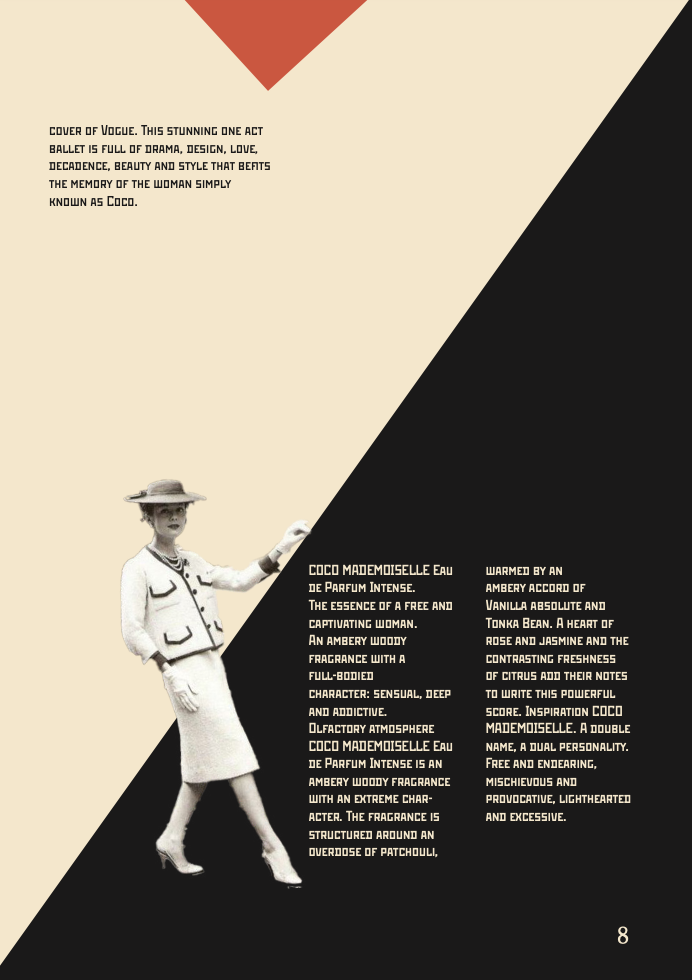 cover of Vogue. This stunning one act
ballet is full of drama, design, love,
decadence, beauty and style that befits
the memory of the woman simply
known as Coco.
COCO MADEMOISELLE Eau
de Parfum Intense.
The essence of a free and
captivating woman.
An ambery woody
fragrance with a
full-bodied
character: sensual, deep
and addictive.
Olfactory atmosphere
COCO MADEMOISELLE Eau
de Parfum Intense is an
ambery woody fragrance
with an extreme char-
acter. The fragrance is
structured around an
overdose of patchouli,
warmed by an
ambery accord of
Vanilla absolute and
Tonka Bean. A heart of
rose and jasmine and the
contrasting freshness
of citrus add their notes
to write this powerful
score. Inspiration COCO
MADEMOISELLE. A double
name, a dual personality.
Free and endearing,
mischievous and
provocative, lighthearted
and excessive.
8